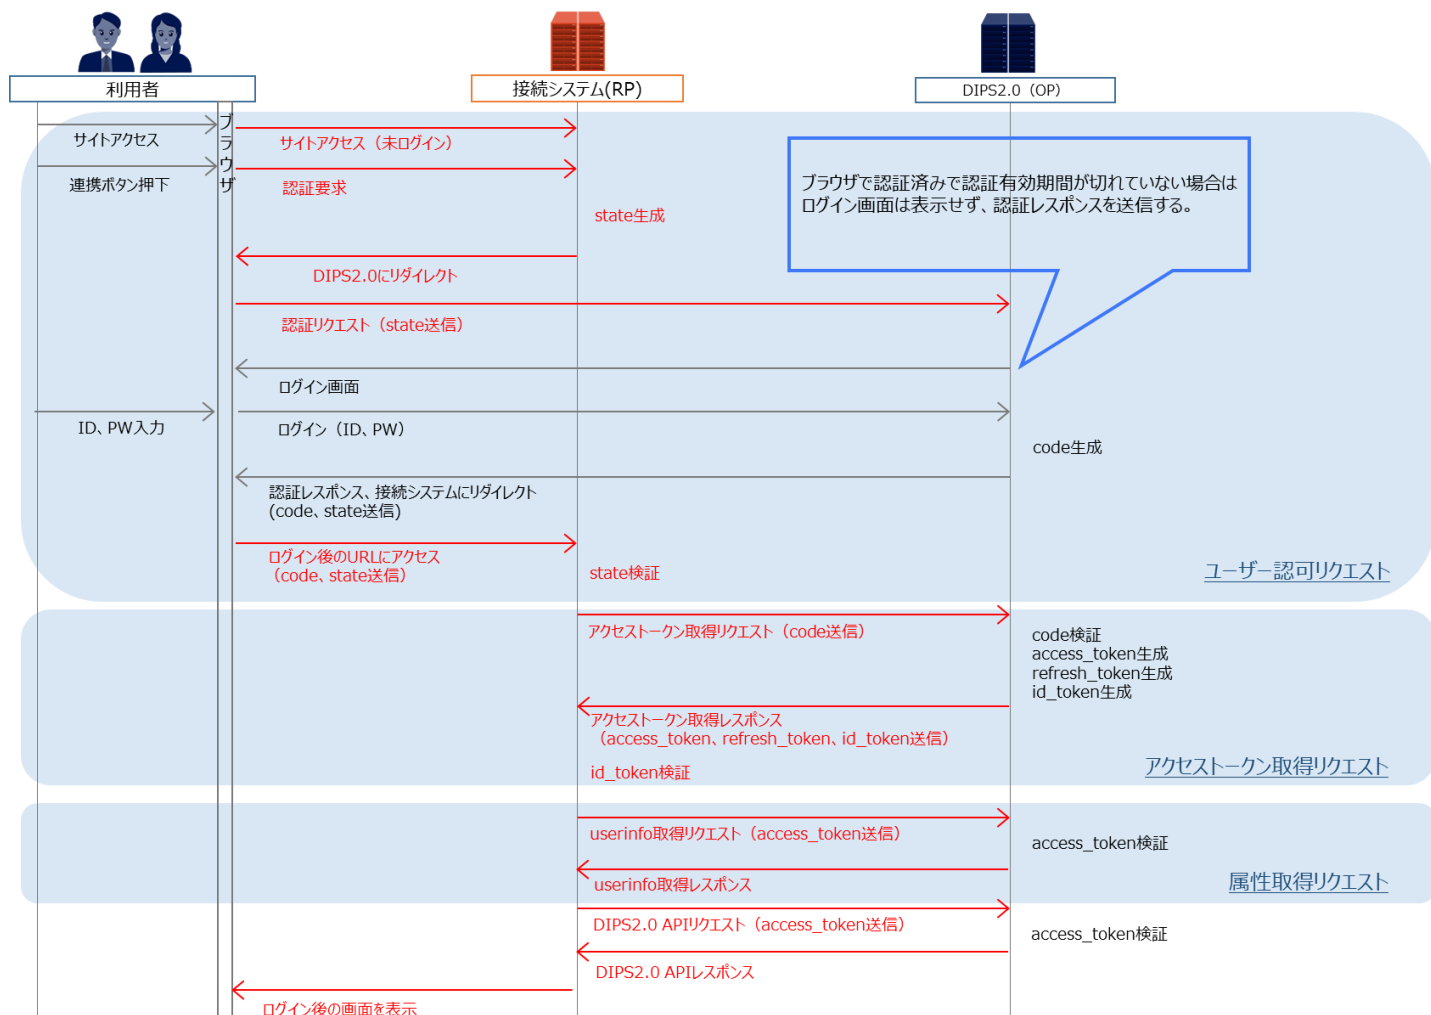 利用者
接続システム(RP)
DIPS2.0（OP）
ブラウザ
サイトアクセス
サイトアクセス（未ログイン）
連携ボタン押下
認証要求
ブラウザで認証済みで認証有効期間が切れていない場合は
ログイン画面は表示せず、認証レスポンスを送信する。
state生成
DIPS2.0にリダイレクト
認証リクエスト（state送信）
ログイン画面
ID、PW入力
ログイン（ID、PW）
code生成
認証レスポンス、接続システムにリダイレクト
(code、state送信)
ログイン後のURLにアクセス
（code、state送信）
state検証
ユーザー認可リクエスト
アクセストークン取得リクエスト（code送信）
code検証
access_token生成
refresh_token生成
id_token生成
アクセストークン取得レスポンス
（access_token、refresh_token、id_token送信）
id_token検証
アクセストークン取得リクエスト
userinfo取得リクエスト（access_token送信）
access_token検証
userinfo取得レスポンス
属性取得リクエスト
DIPS2.0 APIリクエスト（access_token送信）
access_token検証
DIPS2.0 APIレスポンス
ログイン後の画面を表示